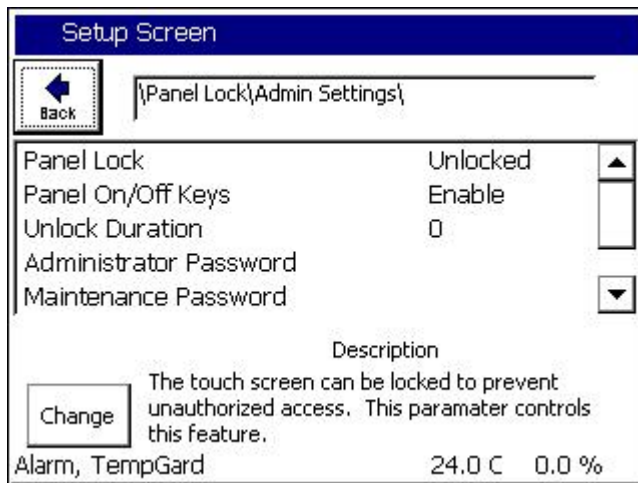 Setup Screen
Back
\Panel Lock\Admin Settings\
Panel Lock Unlocked
Panel On/Off Keys Enable
Unlock Duration 0
Administrator Password
Maintenance Password
Description
The touch screen can be locked to prevent
unauthorized access. This paramater controls
this feature.
Change
Alarm, TempGard 24.0 C 0.0 %